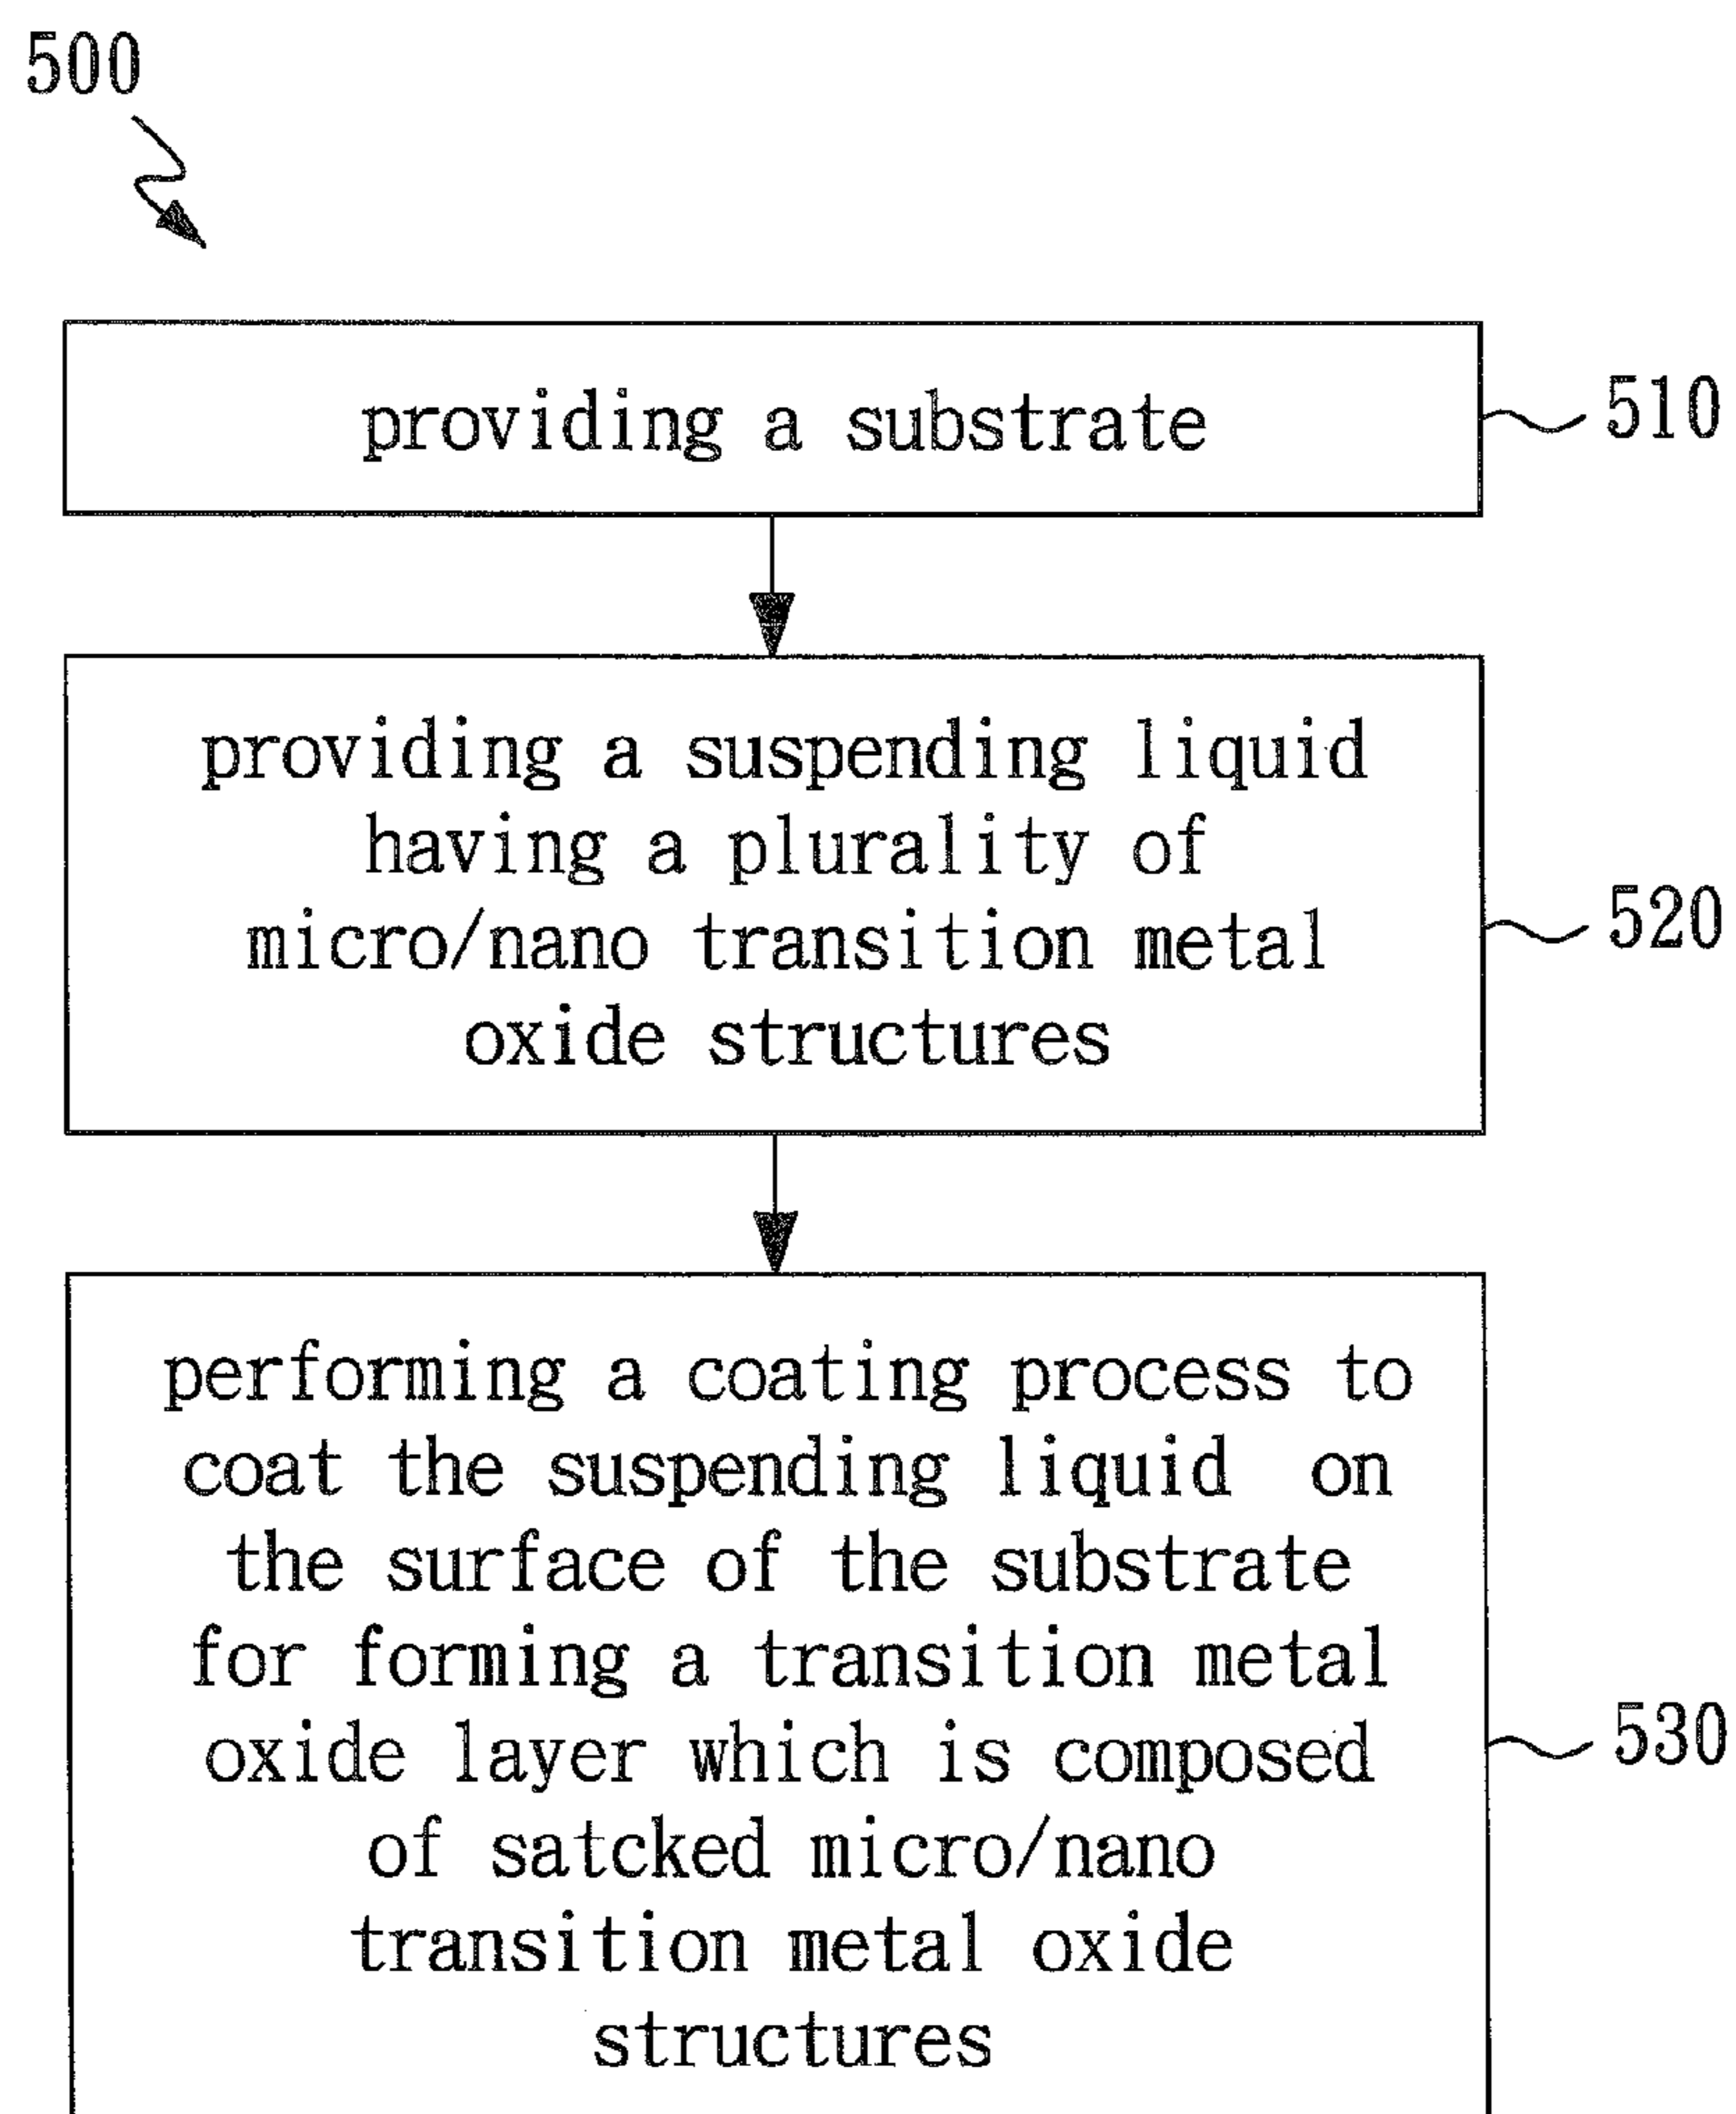 500
providing a substrate
510
providing a suspending liquid
having a plurality of
micro/nano transition metal
oxide structures
520
performing a coating process to
coat the suspending liquid on
the surface of the substrate
for forming a transition metal
oxide layer which is composed
of satcked micro/nano
transition metal oxide
structures
530